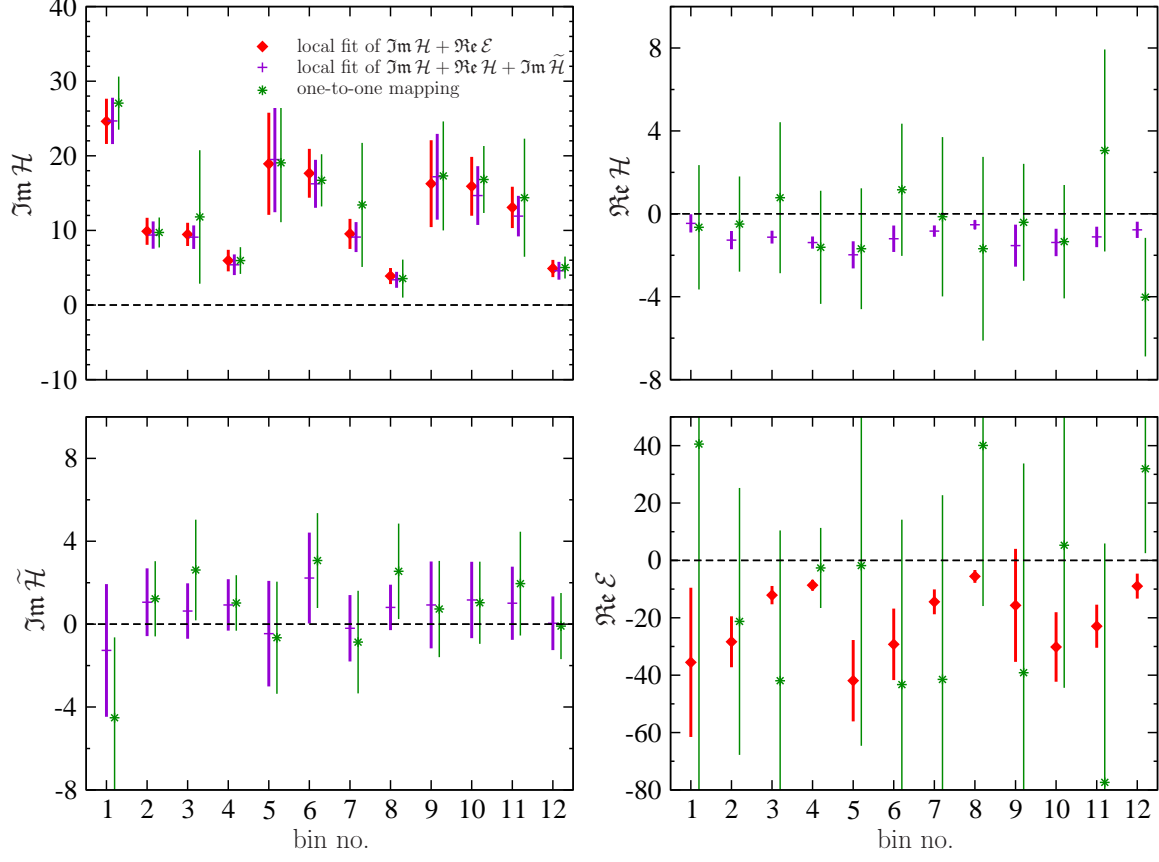 40
30
20
10
0
-10
ℑm ℋ
local fit of ℑm ℋ + ℜe ℰ
local fit of ℑm ℋ + ℜe ℋ + ℑm ℋ̃
one-to-one mapping
8
4
0
-4
-8
ℜe ℋ
8
4
0
-4
-8
ℑm ℋ̃
1 2 3 4 5 6 7 8 9 10 11 12
bin no.
40
20
0
-20
-40
-60
-80
ℜe ℰ
1 2 3 4 5 6 7 8 9 10 11 12
bin no.